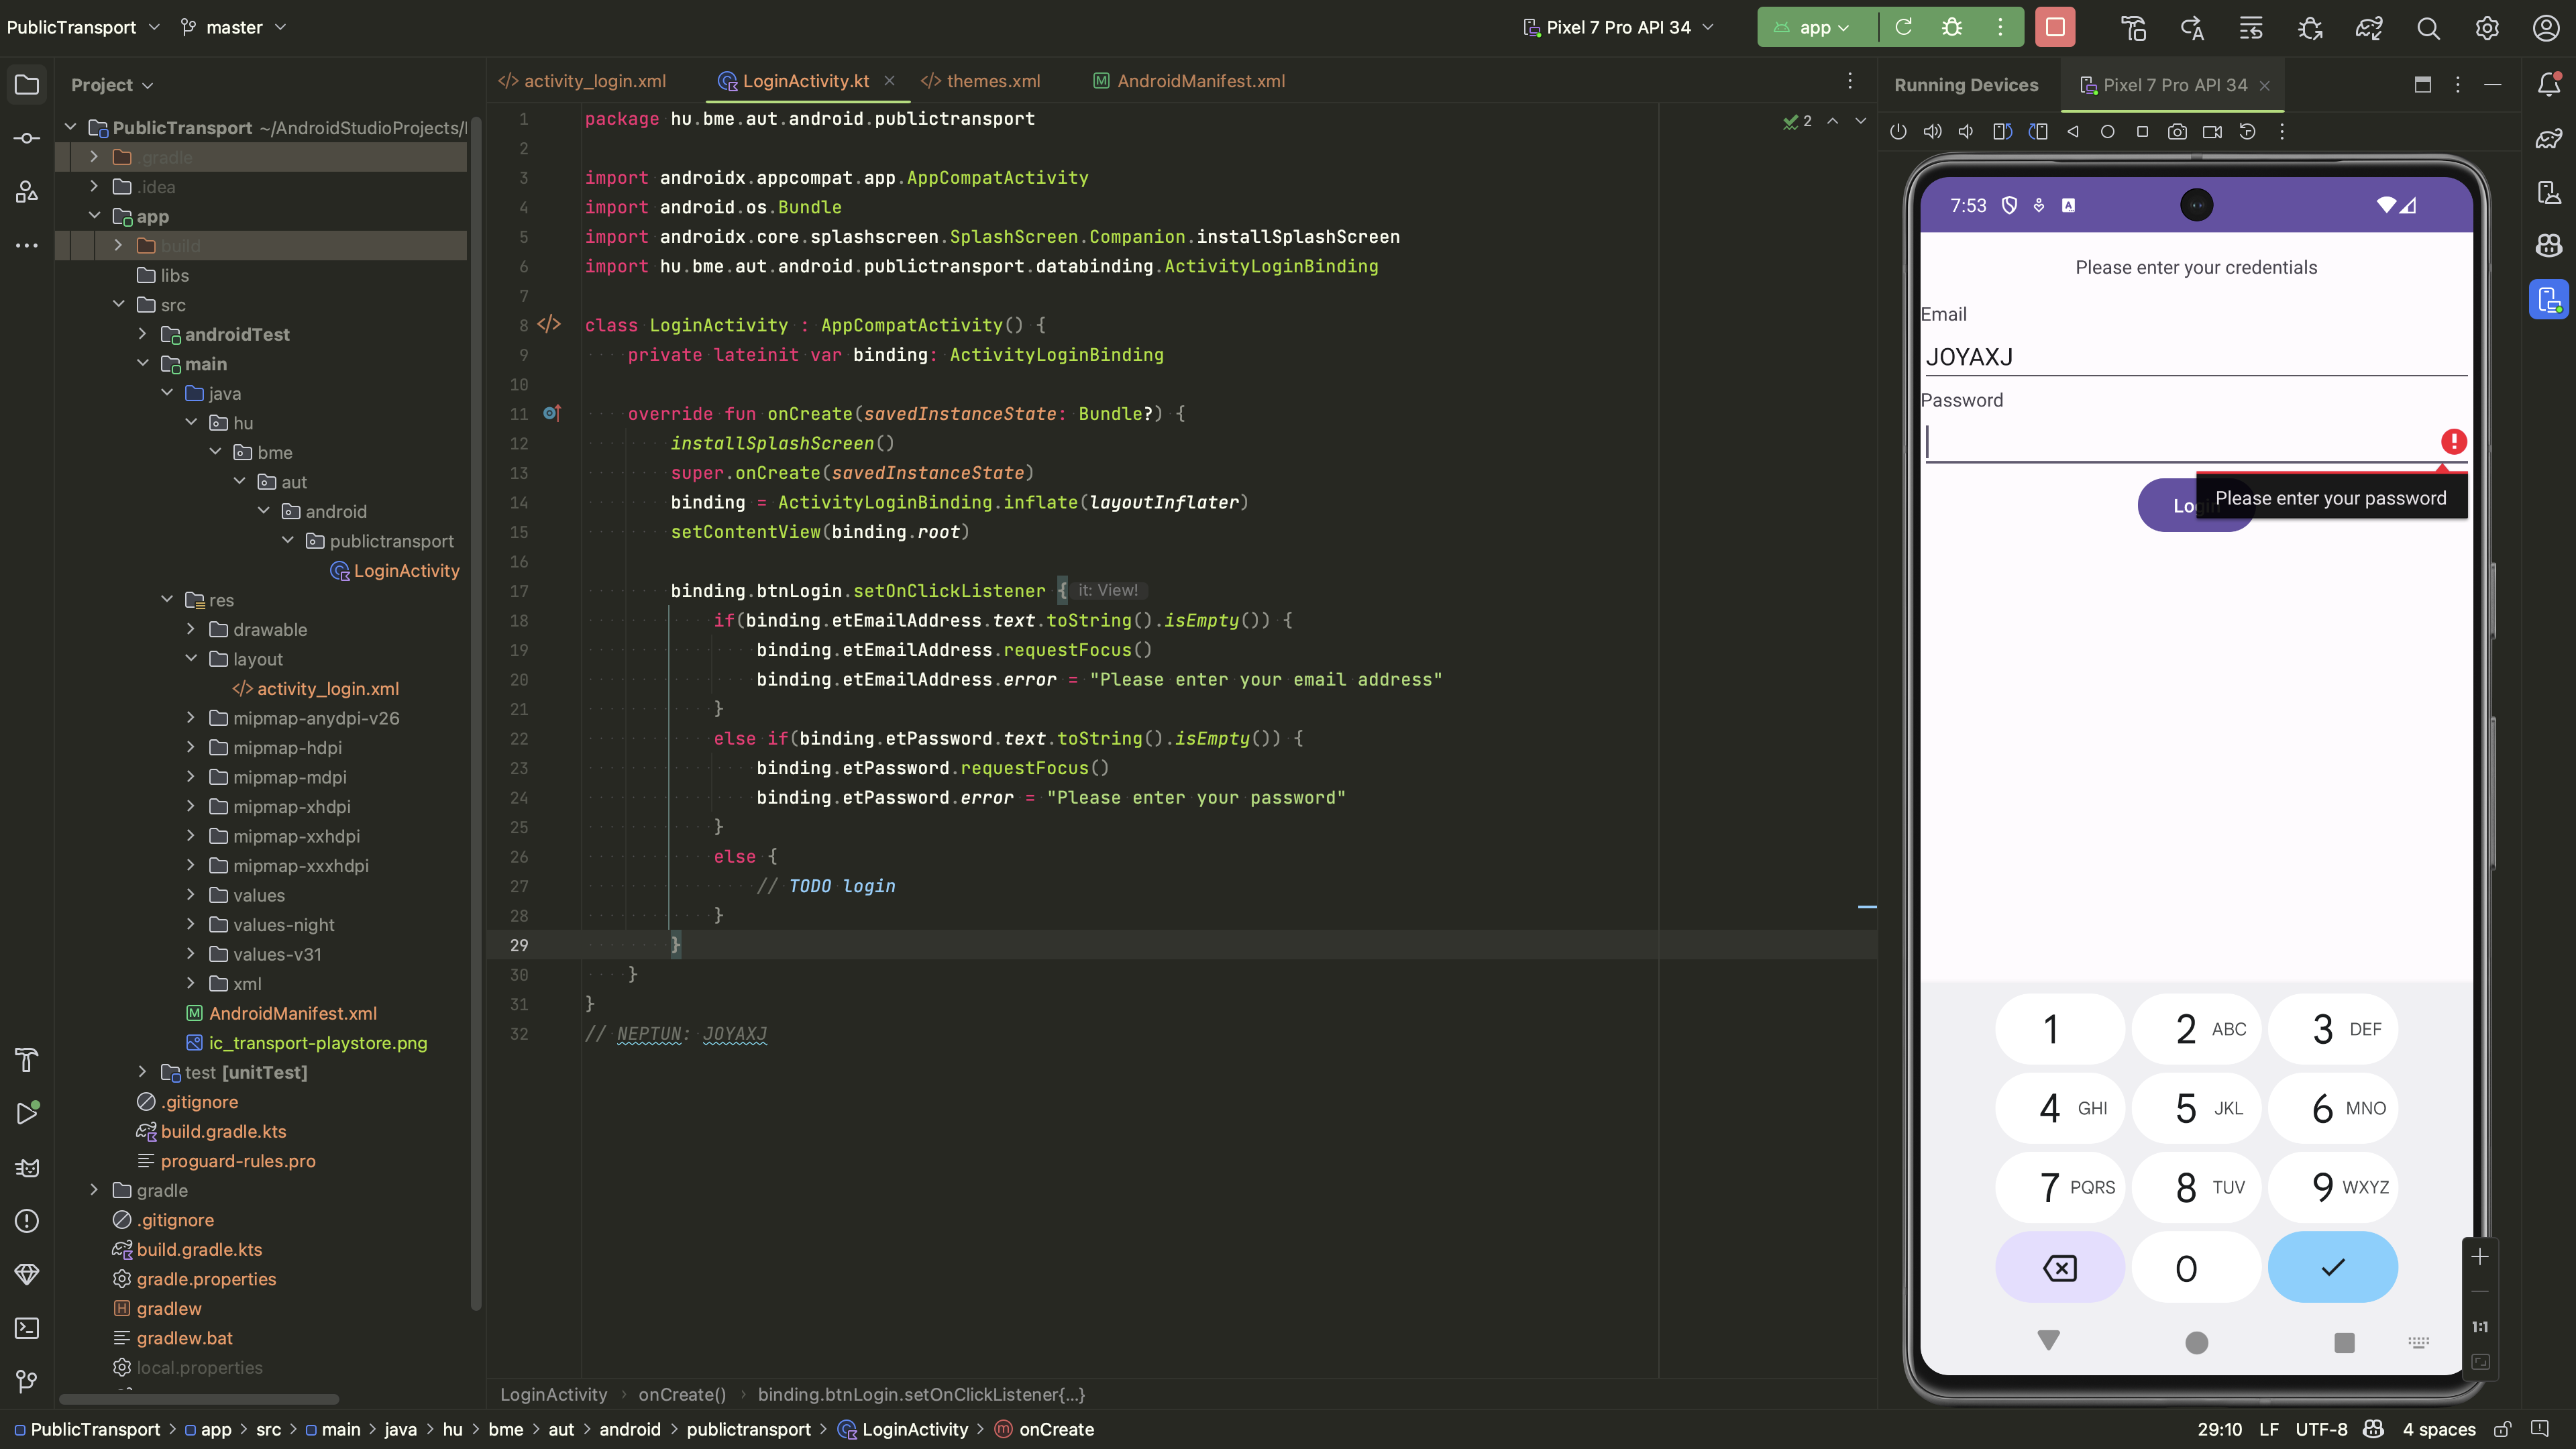 PublicTransport master Pixel 7 Pro API 34 app
Project
PublicTransport ~/AndroidStudioProjects/
.gradle
.idea
app
build
libs
src
androidTest
main
java
hu
bme
aut
android
publictransport
LoginActivity
res
drawable
layout
activity_login.xml
mipmap-anydpi-v26
mipmap-hdpi
mipmap-mdpi
mipmap-xhdpi
mipmap-xxhdpi
mipmap-xxxhdpi
values
values-night
values-v31
xml
AndroidManifest.xml
ic_transport-playstore.png
test [unitTest]
.gitignore
build.gradle.kts
proguard-rules.pro
gradle
.gitignore
build.gradle.kts
gradle.properties
gradlew
gradlew.bat
local.properties
activity_login.xml LoginActivity.kt themes.xml AndroidManifest.xml
2
1 package hu.bme.aut.android.publictransport
2
3 import androidx.appcompat.app.AppCompatActivity
4 import android.os.Bundle
5 import androidx.core.splashscreen.SplashScreen.Companion.installSplashScreen
6 import hu.bme.aut.android.publictransport.databinding.ActivityLoginBinding
7
8 class LoginActivity : AppCompatActivity() {
9 private lateinit var binding: ActivityLoginBinding
10
11 override fun onCreate(savedInstanceState: Bundle?) {
12 installSplashScreen()
13 super.onCreate(savedInstanceState)
14 binding = ActivityLoginBinding.inflate(layoutInflater)
15 setContentView(binding.root)
16
17 binding.btnLogin.setOnClickListener { it: View!
18 if(binding.etEmailAddress.text.toString().isEmpty()) {
19 binding.etEmailAddress.requestFocus()
20 binding.etEmailAddress.error = "Please enter your email address"
21 }
22 else if(binding.etPassword.text.toString().isEmpty()) {
23 binding.etPassword.requestFocus()
24 binding.etPassword.error = "Please enter your password"
25 }
26 else {
27 // TODO login
28 }
29 }
30 }
31 }
32 // NEPTUN: JOYAXJ
LoginActivity › onCreate() › binding.btnLogin.setOnClickListener{...}
Running Devices Pixel 7 Pro API 34
7:53
Please enter your credentials
Email
JOYAXJ
Password
Login
Please enter your password
1 2 ABC 3 DEF
4 GHI 5 JKL 6 MNO
7 PQRS 8 TUV 9 WXYZ
0
1:1
PublicTransport › app › src › main › java › hu › bme › aut › android › publictransport › LoginActivity › onCreate
29:10 LF UTF-8 4 spaces